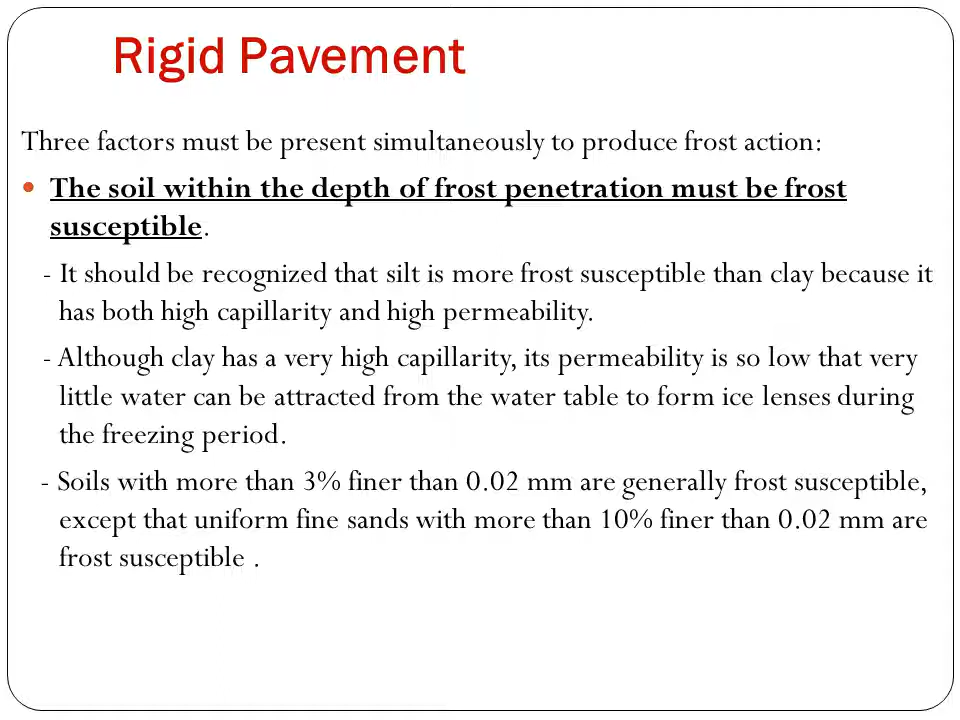 Rigid Pavement
Three factors must be present simultaneously to produce frost action:
• The soil within the depth of frost penetration must be frost
susceptible.
- It should be recognized that silt is more frost susceptible than clay because it
has both high capillarity and high permeability.
- Although clay has a very high capillarity, its permeability is so low that very
little water can be attracted from the water table to form ice lenses during
the freezing period.
- Soils with more than 3% finer than 0.02 mm are generally frost susceptible,
except that uniform fine sands with more than 10% finer than 0.02 mm are
frost susceptible .